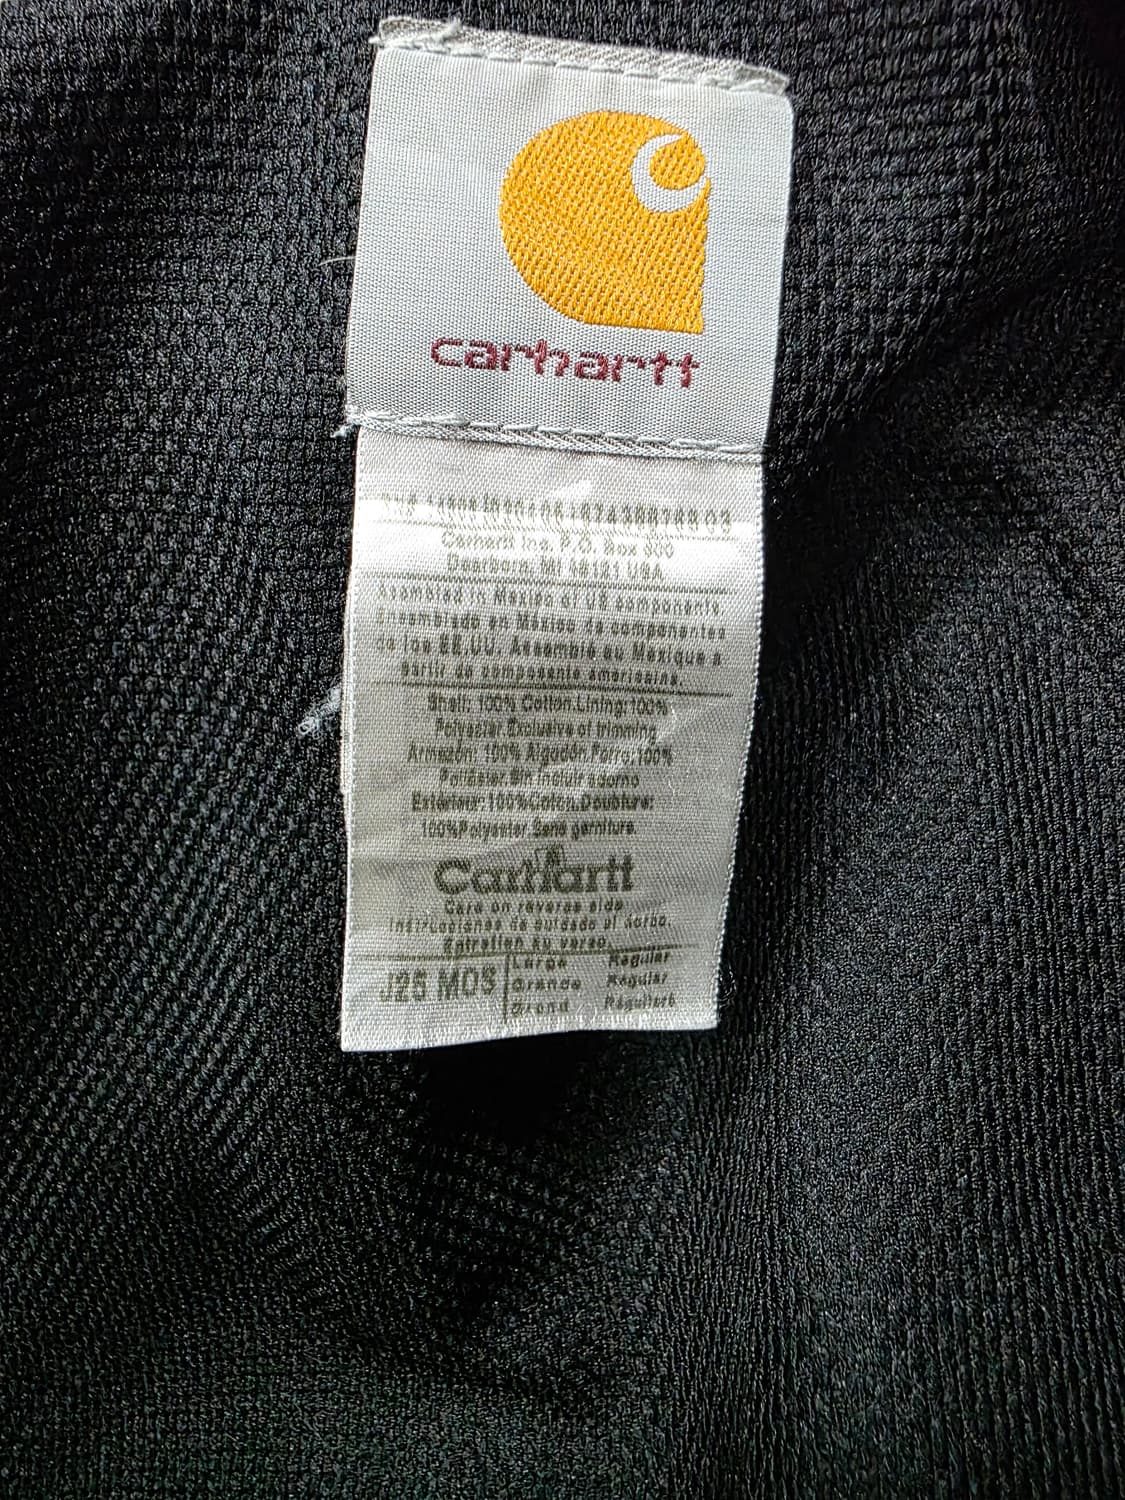 carhartt
Carhartt Inc. P.O. Box 600
Dearborn, MI 48121 USA
Assembled in Mexico of US components.
Ensamblado en México de componentes
de los EE.UU. Assemblé au Mexique à
partir de composants américains.
Shell: 100% Cotton.Lining:100%
Polyester.Exclusive of trimming
Armazón: 100% Algodón.Forro:100%
Poliéster.Sin incluir adorno
Extérieur:100%Coton.Doublure:
100%Polyester.Sans garniture.
Carhartt
Care on reverse side
Instrucciones de cuidado al dorso.
Entretien au verso.
J25 MOS
Large Regular
Grande Regular
Grand Régulière